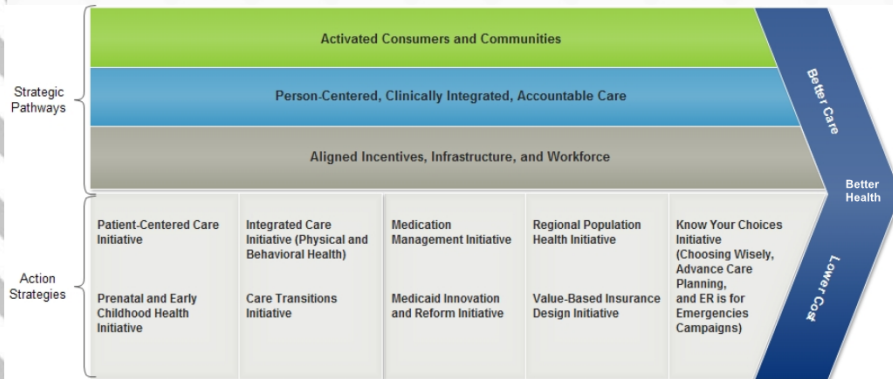 Strategic
Pathways
Activated Consumers and Communities
Person-Centered, Clinically Integrated, Accountable Care
Aligned Incentives, Infrastructure, and Workforce
Better Care
Better
Health
Lower Cost
Action
Strategies
Patient-Centered Care
Initiative
Prenatal and Early
Childhood Health
Initiative
Integrated Care
Initiative (Physical and
Behavioral Health)
Care Transitions
Initiative
Medication
Management Initiative
Medicaid Innovation
and Reform Initiative
Regional Population
Health Initiative
Value-Based Insurance
Design Initiative
Know Your Choices
Initiative
(Choosing Wisely,
Advance Care
Planning,
and ER is for
Emergencies
Campaigns)